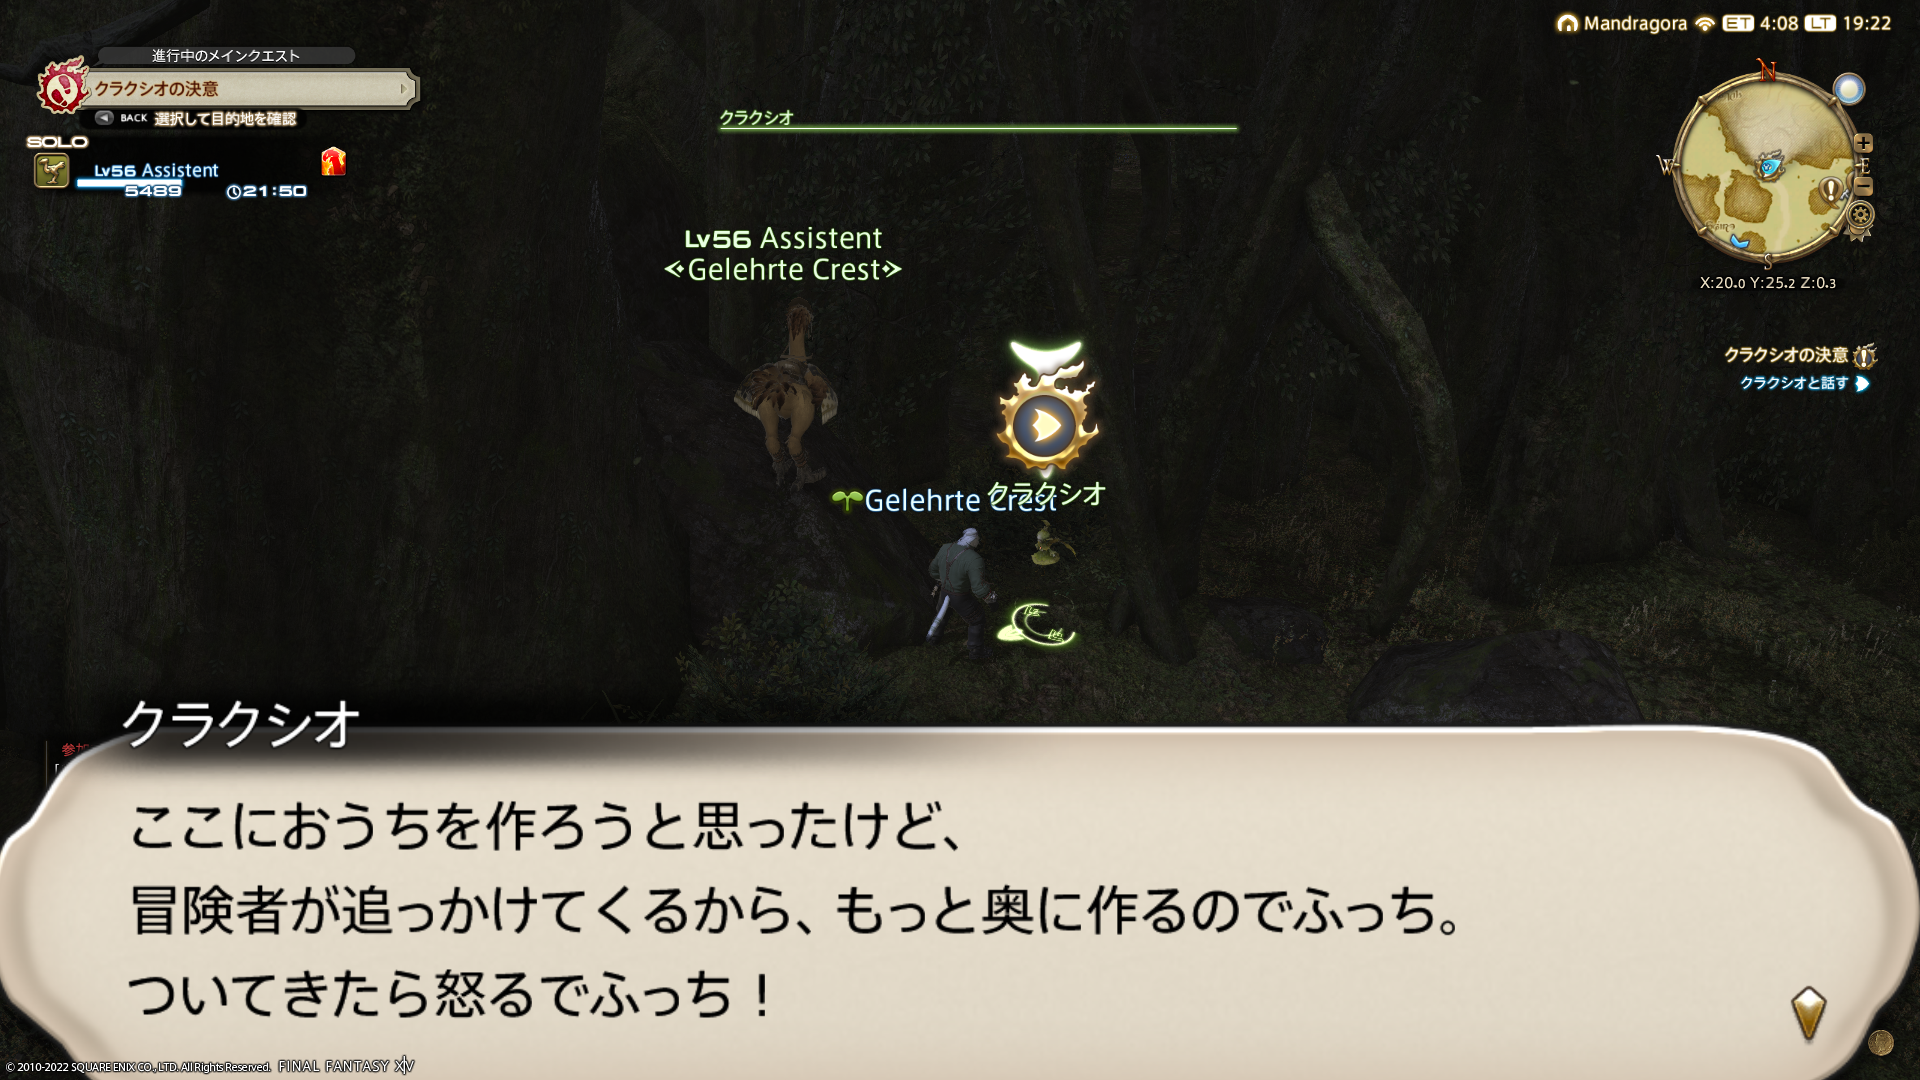 Mandragora ET 4:08 LT 19:22
進行中のメインクエスト
クラクシオの決意
BACK 選択して目的地を確認
SOLO
Lv56 Assistent
5489 21:50
クラクシオ
Lv56 Assistent
«Gelehrte Crest»
N
W
E
S
X:20.0 Y:25.2 Z:0.3
クラクシオの決意
クラクシオと話す
クラクシオ
Gelehrte Crest
クラクシオ
参加
ここにおうちを作ろうと思ったけど、
冒険者が追っかけてくるから、もっと奥に作るのでふっち。
ついてきたら怒るでふっち！
© 2010-2022 SQUARE ENIX CO., LTD. All Rights Reserved. FINAL FANTASY XIV